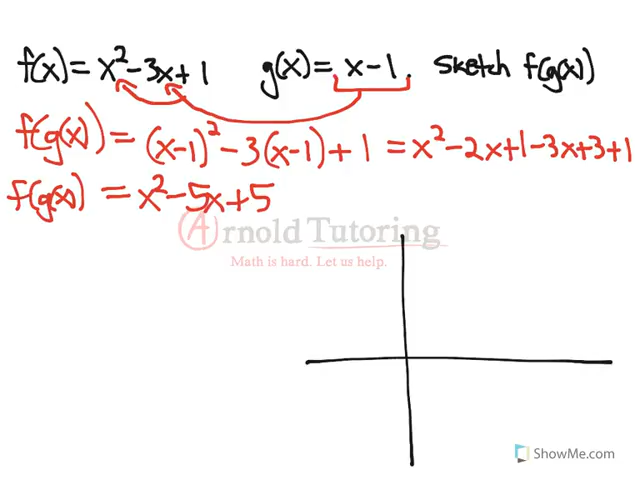 f(x) = x² - 3x + 1 g(x) = x - 1. Sketch f(g(x))
f(g(x)) = (x-1)² - 3(x-1) + 1 = x² - 2x + 1 - 3x + 3 + 1
f(g(x)) = x² - 5x + 5
Arnold Tutoring
Math is hard. Let us help.
ShowMe.com